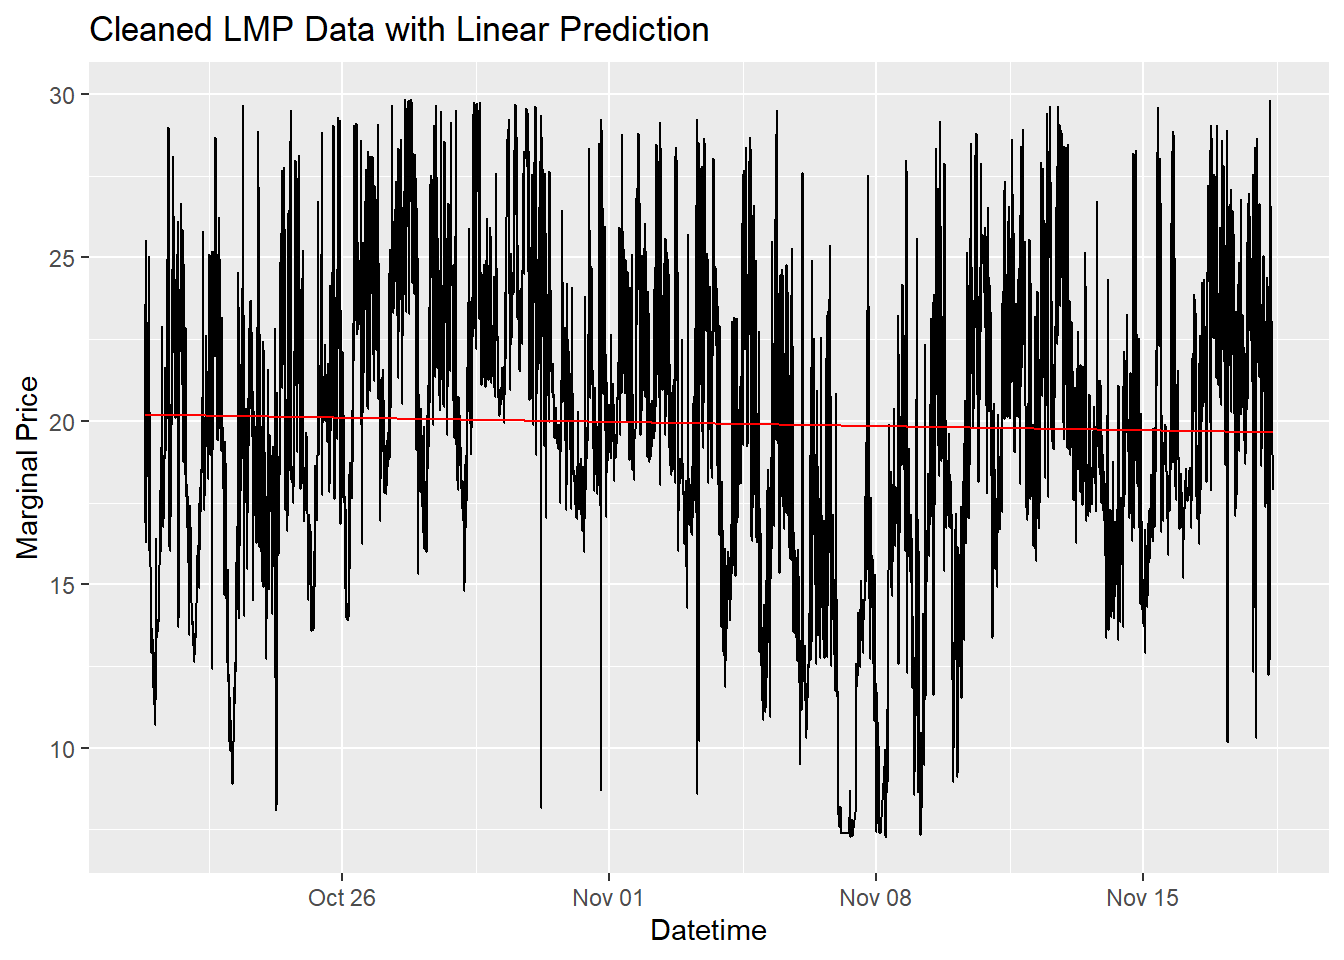 Cleaned LMP Data with Linear Prediction
30
25
20
15
10
Marginal Price
Oct 26 Nov 01 Nov 08 Nov 15
Datetime